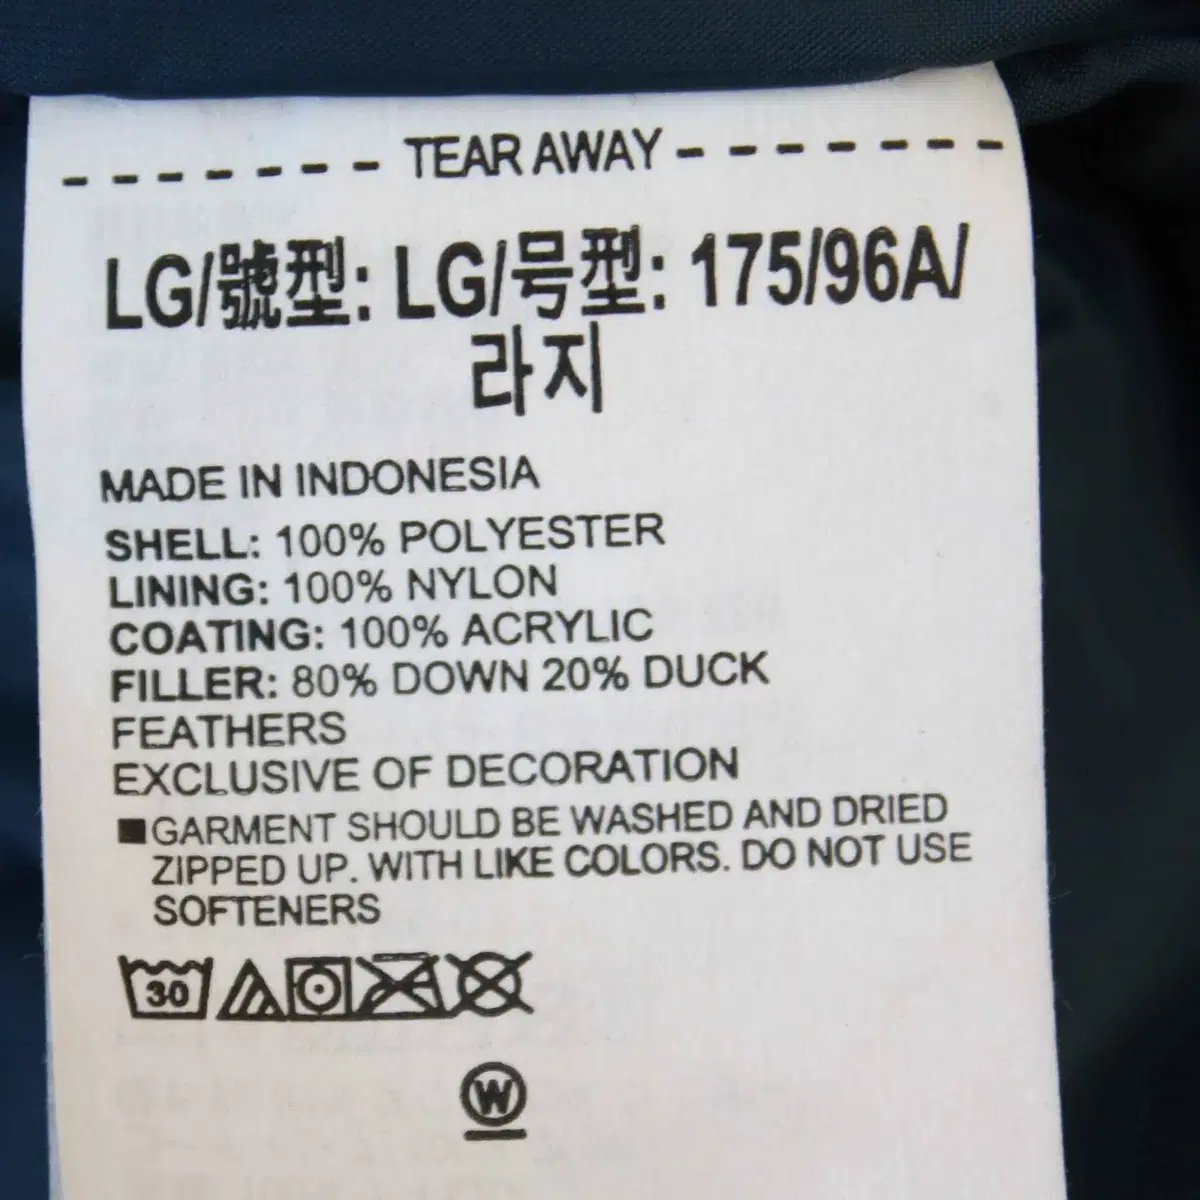 TEAR AWAY
LG/號型: LG/号型: 175/96A/
라지
MADE IN INDONESIA
SHELL: 100% POLYESTER
LINING: 100% NYLON
COATING: 100% ACRYLIC
FILLER: 80% DOWN 20% DUCK
FEATHERS
EXCLUSIVE OF DECORATION
■GARMENT SHOULD BE WASHED AND DRIED
ZIPPED UP. WITH LIKE COLORS. DO NOT USE
SOFTENERS
30
W